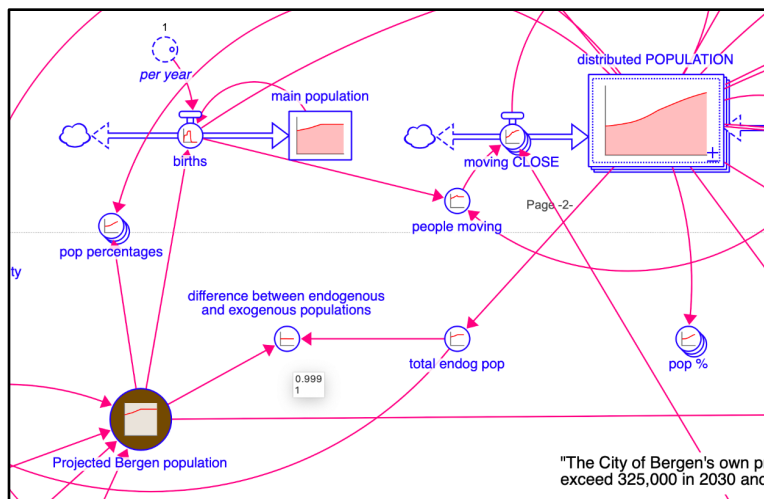 1
per year
main population
distributed POPULATION
births
moving CLOSE
Page -2-
people moving
pop percentages
ty
difference between endogenous
and exogenous populations
total endog pop
pop %
0.999
1
Projected Bergen population
"The City of Bergen's own p
exceed 325,000 in 2030 and